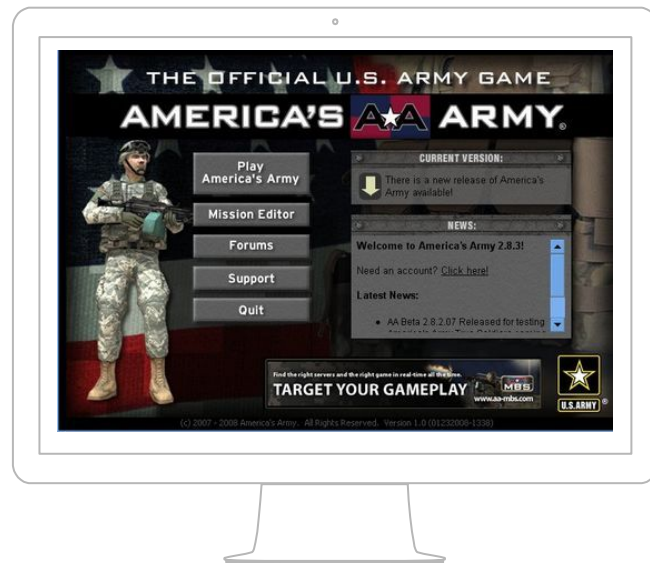 THE OFFICIAL U.S. ARMY GAME
AMERICA'S AA ARMY®
Play
America's Army
Mission Editor
Forums
Support
Quit
CURRENT VERSION:
There is a new release of America's
Army available!
NEWS:
Welcome to America's Army 2.8.3!
Need an account? Click here!
Latest News:
• AA Beta 2.8.2.07 Released for testing
Find the right servers and the right game in real-time all the time.
TARGET YOUR GAMEPLAY
MBS
www.aa-mbs.com
U.S.ARMY ®
(c) 2007 - 2008 America's Army. All Rights Reserved. Version 1.0 (01232008-1338)